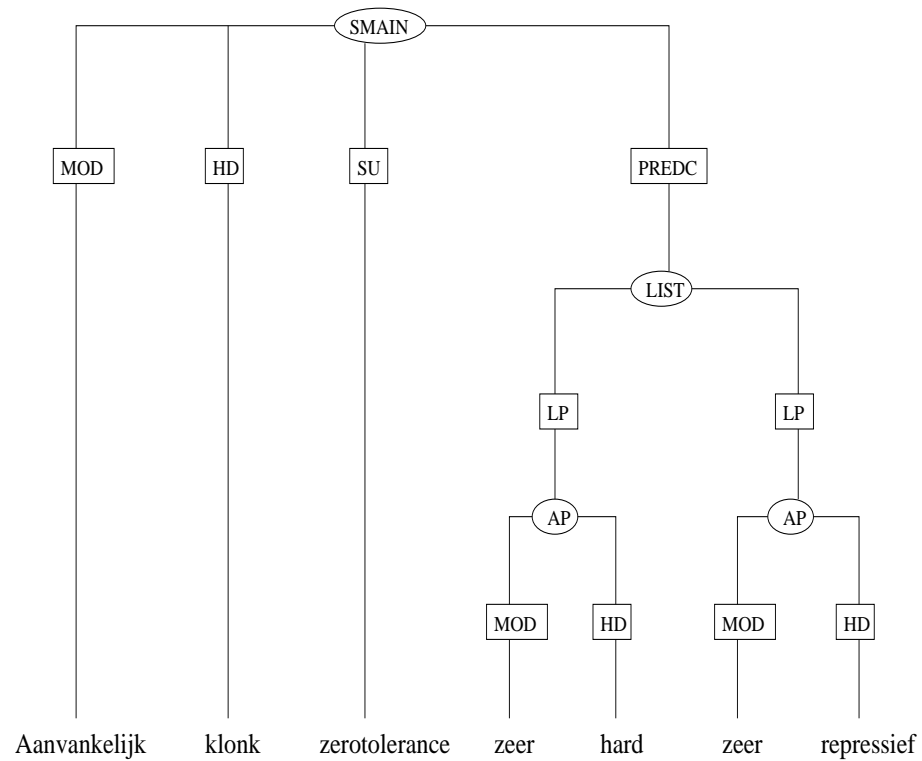 SMAIN
MOD HD SU PREDC
LIST
LP LP
AP AP
MOD HD MOD HD
Aanvankelijk klonk zerotolerance zeer hard zeer repressief